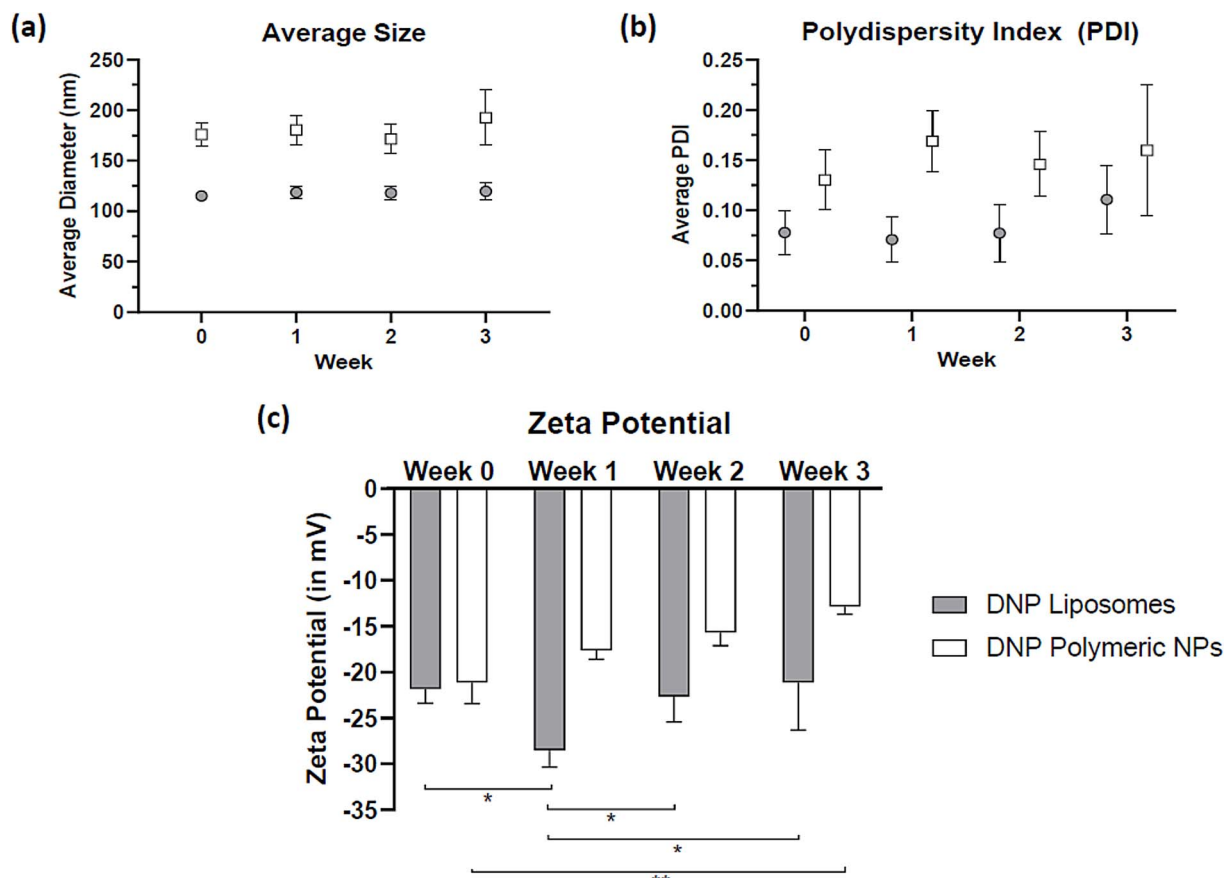 (a)
Average Size
Average Diameter (nm)
250
200
150
100
50
0
0 1 2 3
Week
(b)
Polydispersity Index (PDI)
Average PDI
0.25
0.20
0.15
0.10
0.05
0.00
0 1 2 3
Week
(c)
Zeta Potential
Week 0 Week 1 Week 2 Week 3
Zeta Potential (in mV)
0
-5
-10
-15
-20
-25
-30
-35
*
*
*
**
DNP Liposomes
DNP Polymeric NPs